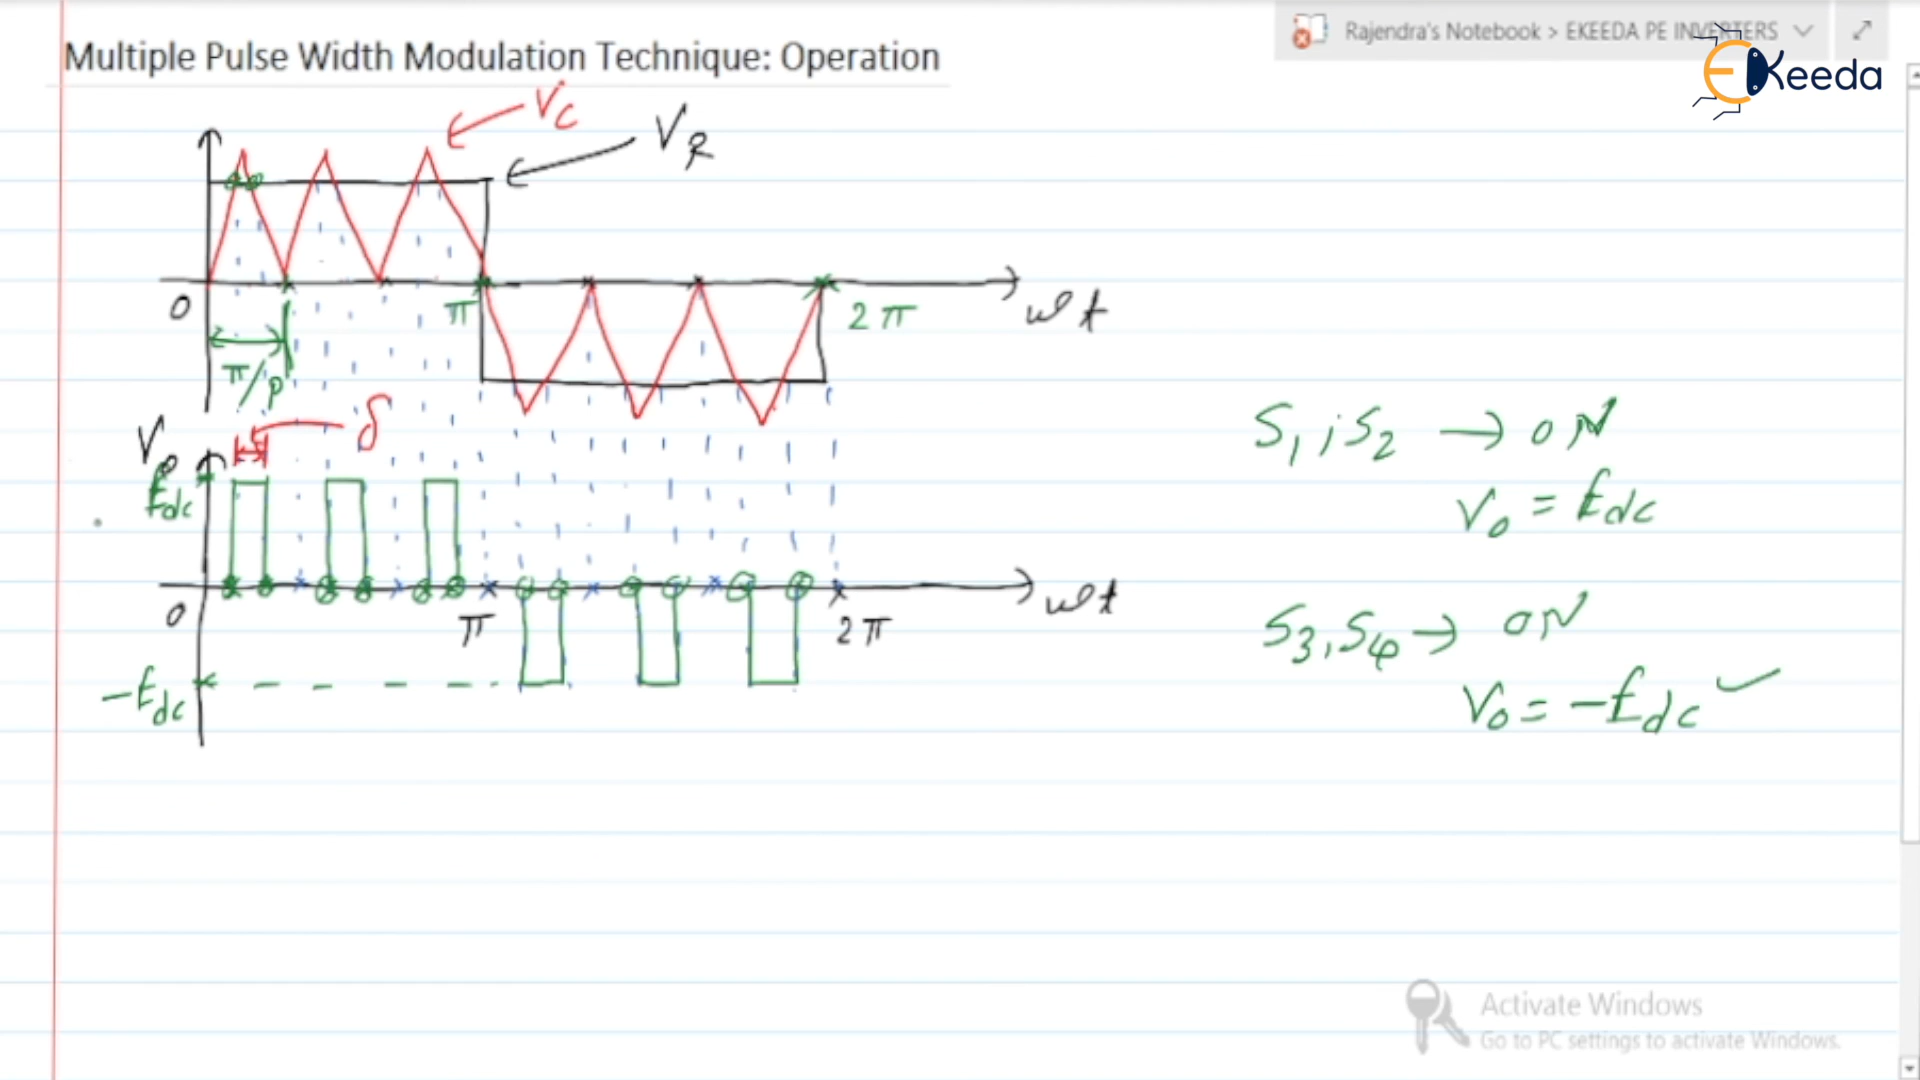 Rajendra's Notebook > EKEEDA PE INVERTERS
Keeda
Multiple Pulse Width Modulation Technique: Operation
Vc
VR
0
π
2π
ωt
π/p
δ
Vo
Edc
0
π
2π
ωt
-Edc
S1, S2 → ON
Vo = Edc
S3, S4 → ON
Vo = -Edc ✓
Activate Windows
Go to PC settings to activate Windows.